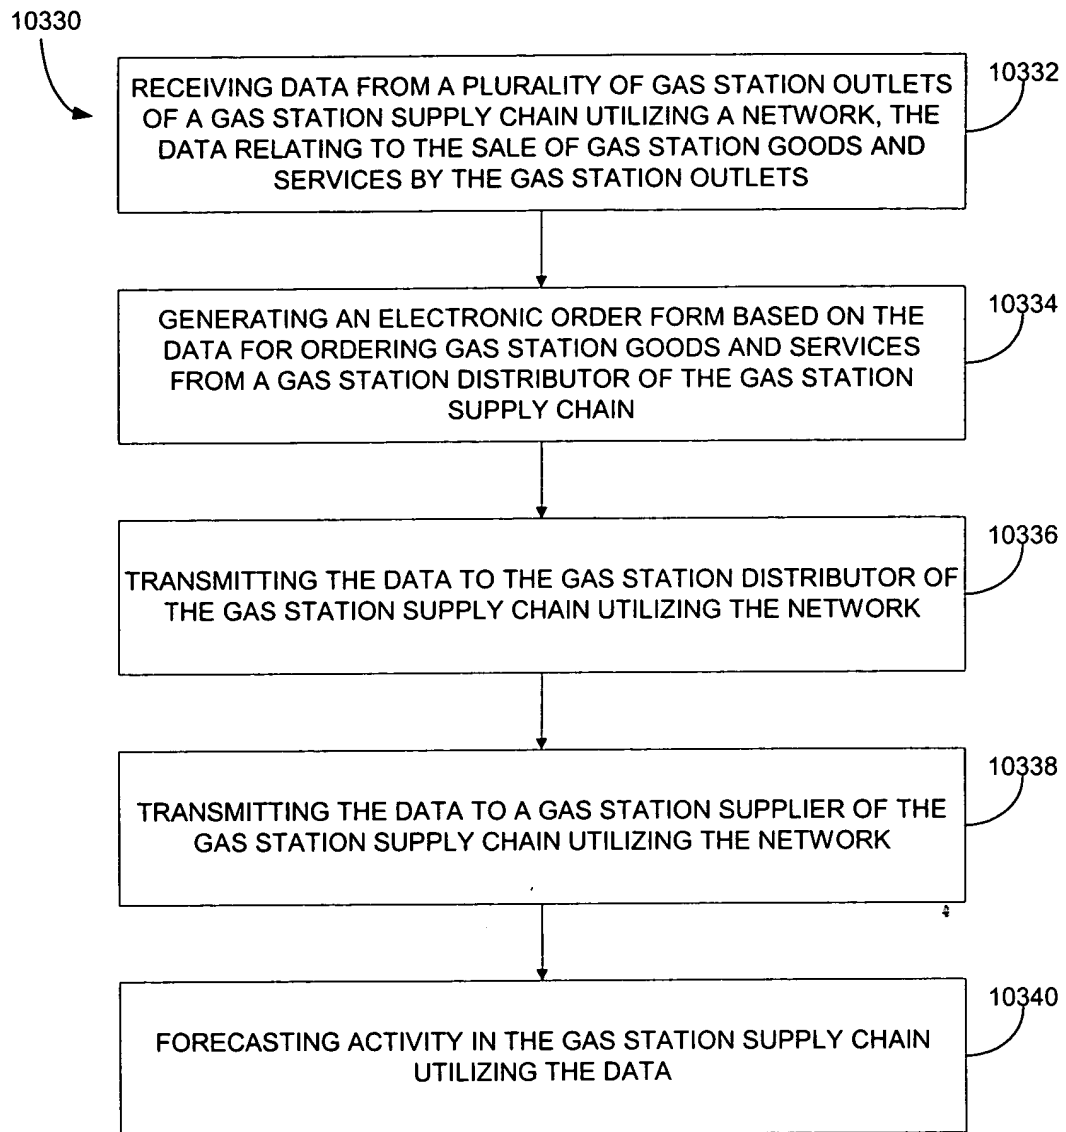 10330
RECEIVING DATA FROM A PLURALITY OF GAS STATION OUTLETS
OF A GAS STATION SUPPLY CHAIN UTILIZING A NETWORK, THE
DATA RELATING TO THE SALE OF GAS STATION GOODS AND
SERVICES BY THE GAS STATION OUTLETS
10332
GENERATING AN ELECTRONIC ORDER FORM BASED ON THE
DATA FOR ORDERING GAS STATION GOODS AND SERVICES
FROM A GAS STATION DISTRIBUTOR OF THE GAS STATION
SUPPLY CHAIN
10334
TRANSMITTING THE DATA TO THE GAS STATION DISTRIBUTOR OF
THE GAS STATION SUPPLY CHAIN UTILIZING THE NETWORK
10336
TRANSMITTING THE DATA TO A GAS STATION SUPPLIER OF THE
GAS STATION SUPPLY CHAIN UTILIZING THE NETWORK
10338
FORECASTING ACTIVITY IN THE GAS STATION SUPPLY CHAIN
UTILIZING THE DATA
10340